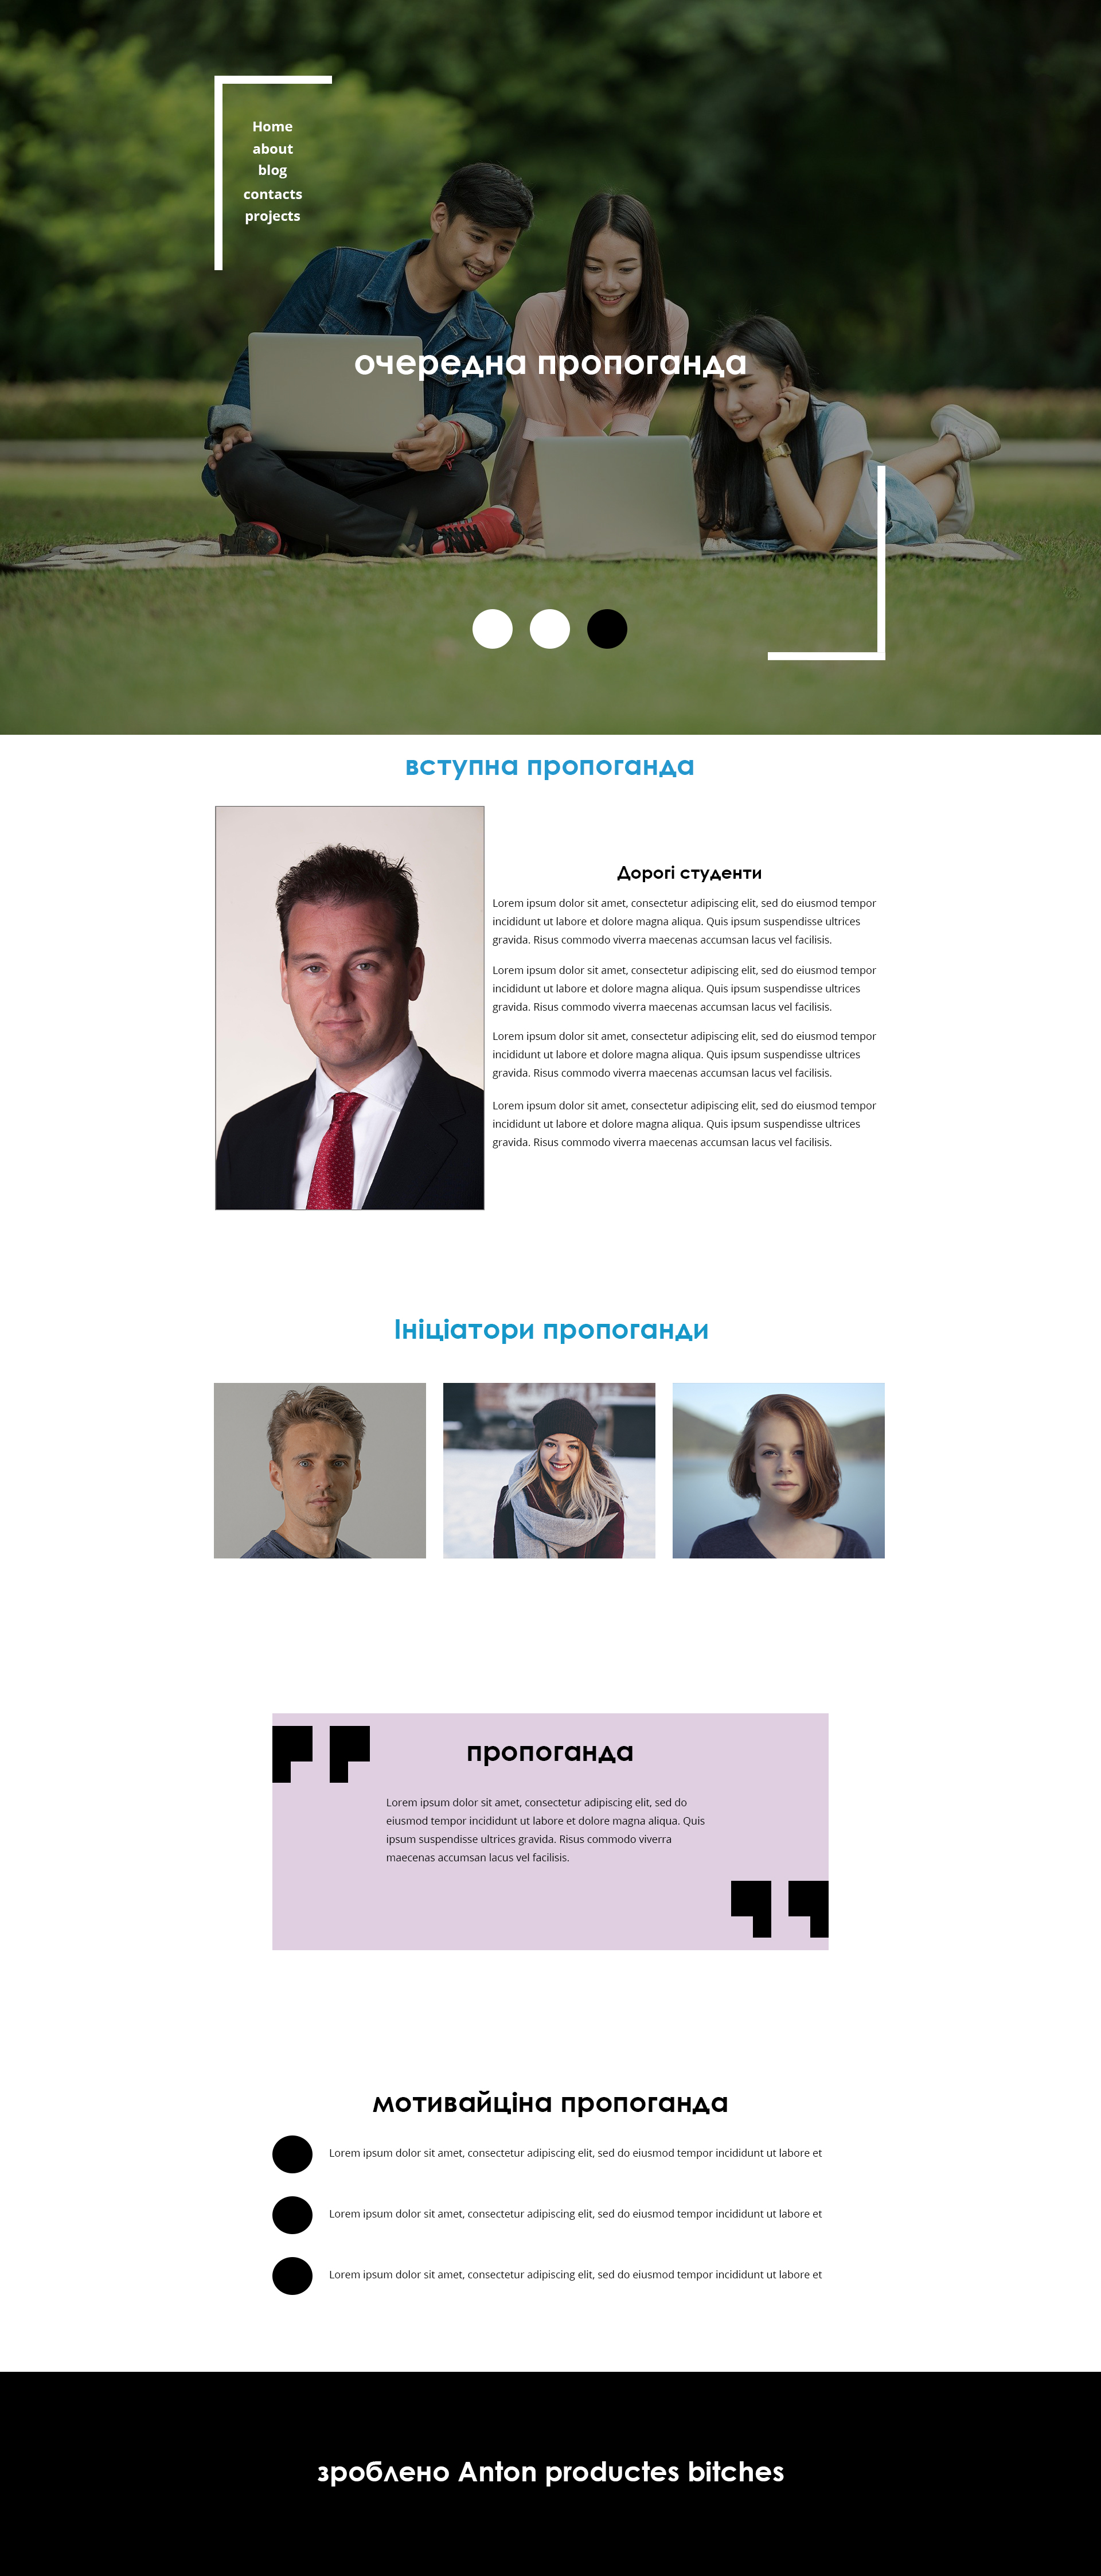 Home
about
blog
contacts
projects
очередна пропоганда
вступна пропоганда
Дорогі студенти
Lorem ipsum dolor sit amet, consectetur adipiscing elit, sed do eiusmod tempor
incididunt ut labore et dolore magna aliqua. Quis ipsum suspendisse ultrices
gravida. Risus commodo viverra maecenas accumsan lacus vel facilisis.
Lorem ipsum dolor sit amet, consectetur adipiscing elit, sed do eiusmod tempor
incididunt ut labore et dolore magna aliqua. Quis ipsum suspendisse ultrices
gravida. Risus commodo viverra maecenas accumsan lacus vel facilisis.
Lorem ipsum dolor sit amet, consectetur adipiscing elit, sed do eiusmod tempor
incididunt ut labore et dolore magna aliqua. Quis ipsum suspendisse ultrices
gravida. Risus commodo viverra maecenas accumsan lacus vel facilisis.
Lorem ipsum dolor sit amet, consectetur adipiscing elit, sed do eiusmod tempor
incididunt ut labore et dolore magna aliqua. Quis ipsum suspendisse ultrices
gravida. Risus commodo viverra maecenas accumsan lacus vel facilisis.
Ініціатори пропоганди
пропоганда
Lorem ipsum dolor sit amet, consectetur adipiscing elit, sed do
eiusmod tempor incididunt ut labore et dolore magna aliqua. Quis
ipsum suspendisse ultrices gravida. Risus commodo viverra
maecenas accumsan lacus vel facilisis.
мотивайціна пропоганда
Lorem ipsum dolor sit amet, consectetur adipiscing elit, sed do eiusmod tempor incididunt ut labore et
Lorem ipsum dolor sit amet, consectetur adipiscing elit, sed do eiusmod tempor incididunt ut labore et
Lorem ipsum dolor sit amet, consectetur adipiscing elit, sed do eiusmod tempor incididunt ut labore et
зроблено Anton productes bitches